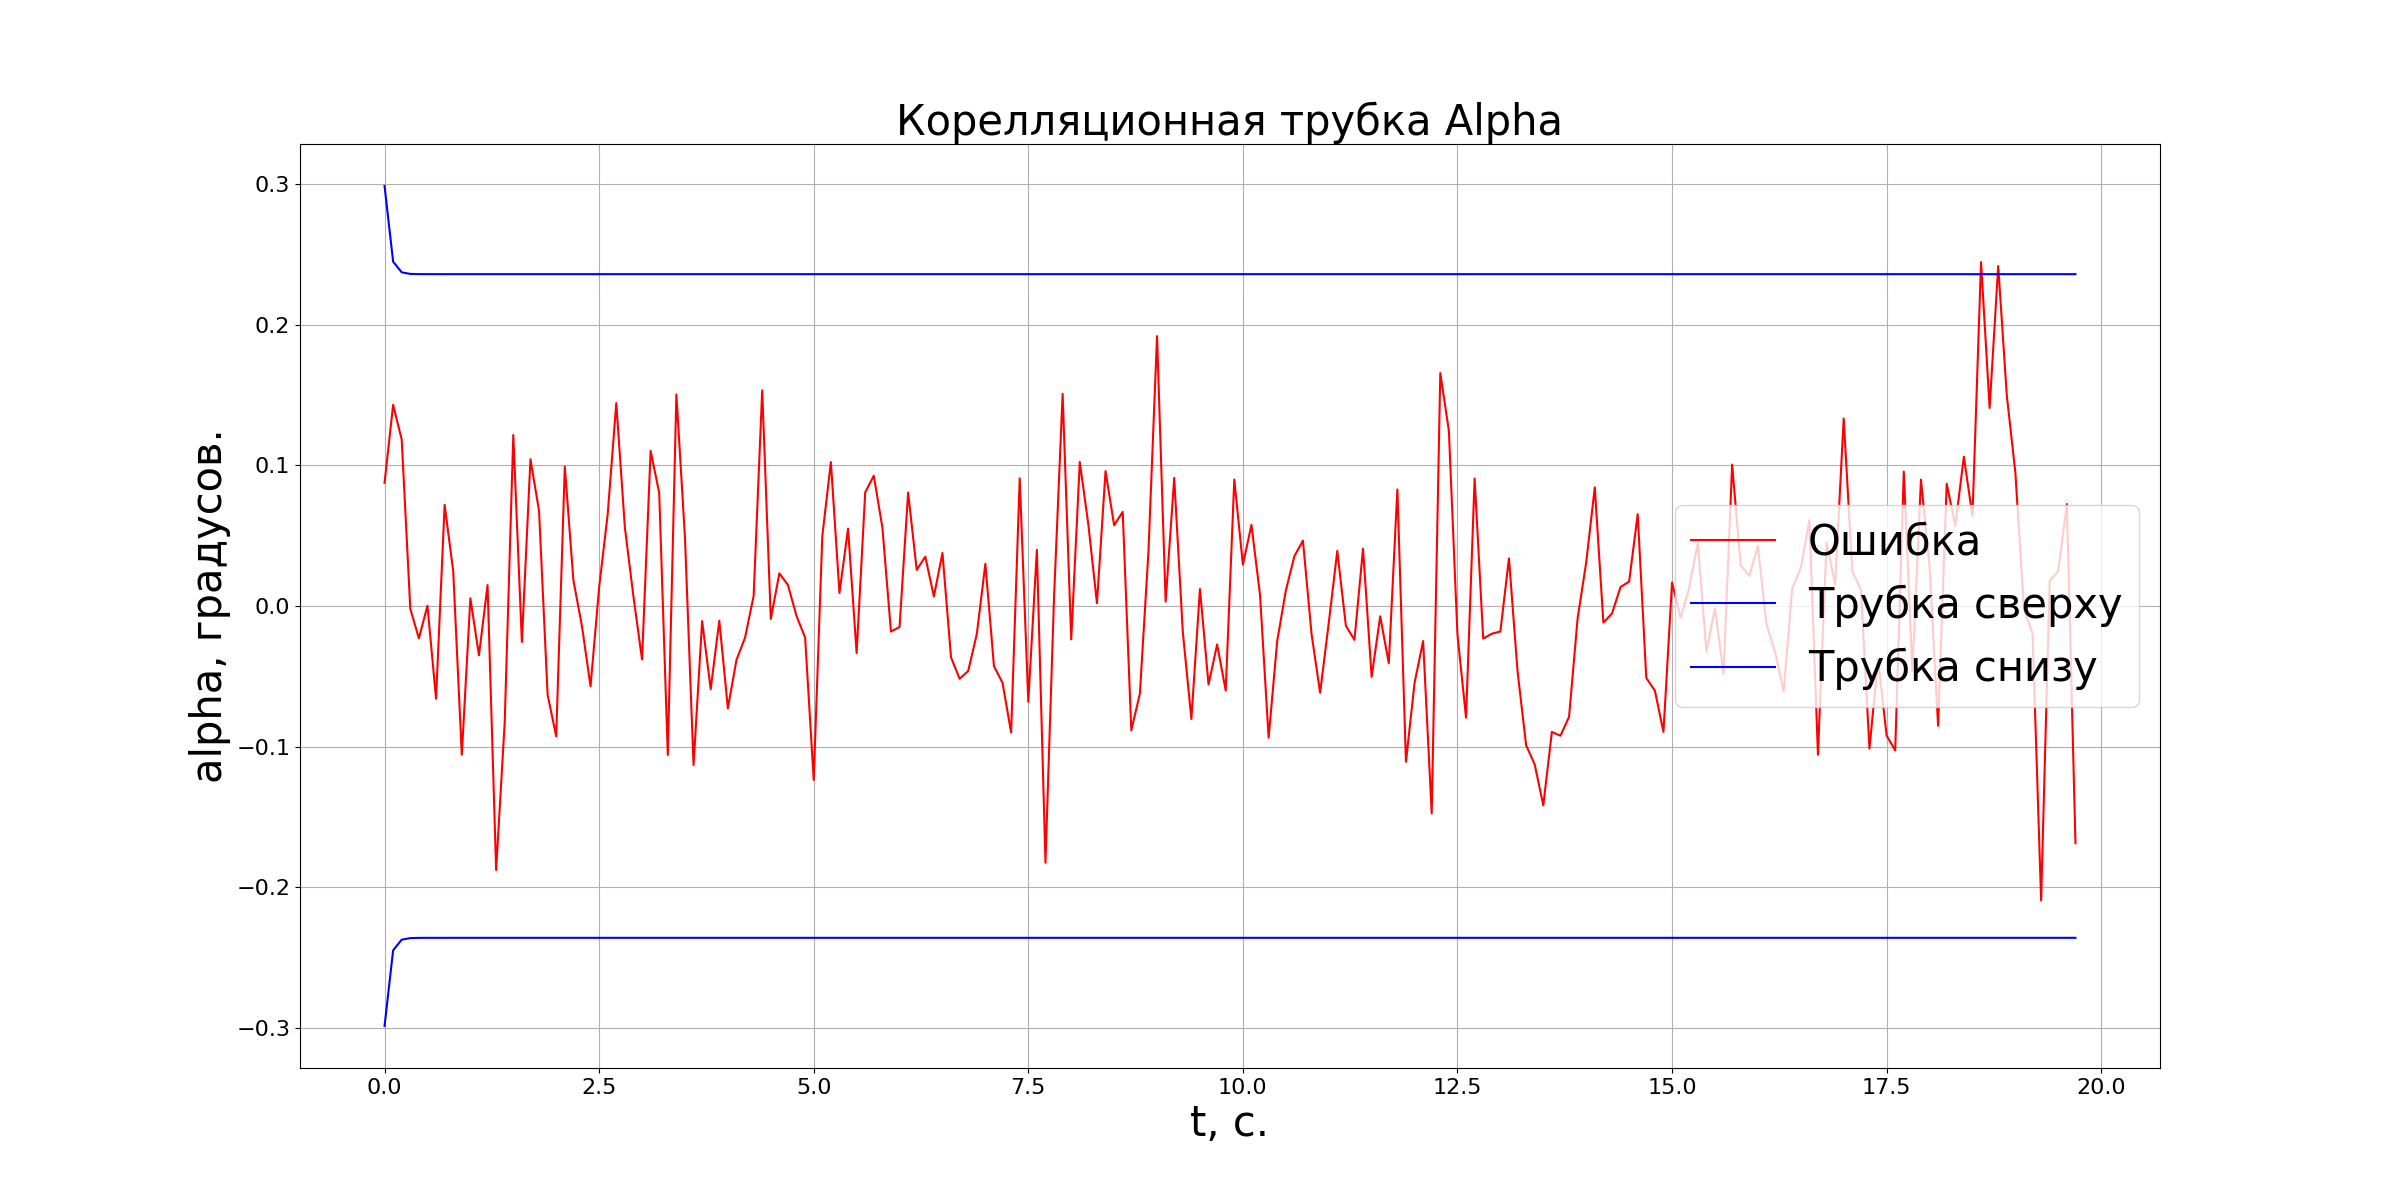 Корелляционная трубка Alpha
alpha, градусов.
0.3
0.2
0.1
0.0
−0.1
−0.2
−0.3
Ошибка
Трубка сверху
Трубка снизу
0.0 2.5 5.0 7.5 10.0 12.5 15.0 17.5 20.0
t, с.